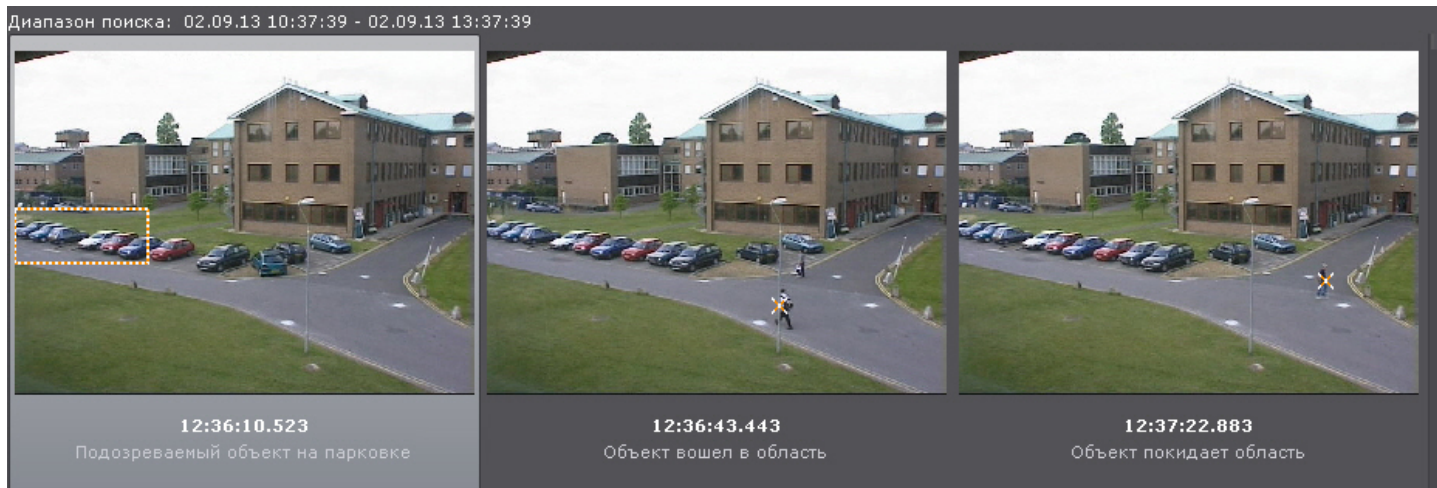 Диапазон поиска: 02.09.13 10:37:39 - 02.09.13 13:37:39
12:36:10.523
Подозреваемый объект на парковке
12:36:43.443
Объект вошел в область
12:37:22.883
Объект покидает область